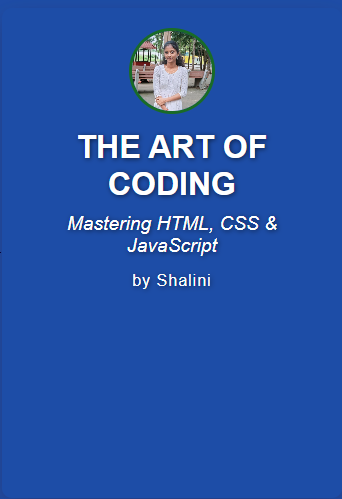 THE ART OF
CODING
Mastering HTML, CSS &
JavaScript
by Shalini